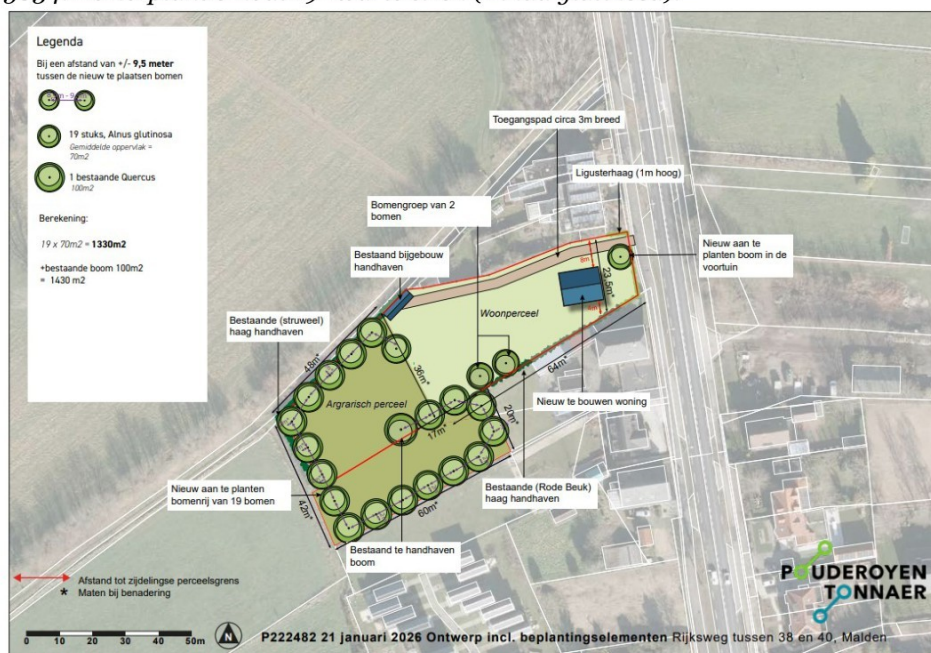 Legenda
Bij een afstand van +/- 9,5 meter
tussen de nieuw te plaatsen bomen
19 stuks, Alnus glutinosa
Gemiddelde oppervlak =
70m2
1 bestaande Quercus
100m2
Berekening:
19 x 70m2 = 1330m2
+bestaande boom 100m2
= 1430 m2
Toegangspad circa 3m breed
Ligusterhaag (1m hoog)
Bomengroep van 2
bomen
Nieuw aan te
planten boom in de
voortuin
Bestaand bijgebouw
handhaven
23,5m*
Woonperceel
Bestaande (struweel)
haag handhaven
48m*
36m*
64m*
Argrarisch perceel
Nieuw te bouwen woning
17m*
20m*
Nieuw aan te planten
bomenrij van 19 bomen
Bestaande (Rode Beuk)
haag handhaven
42m*
60m*
Bestaand te handhaven
boom
Afstand tot zijdelingse perceelsgrens
* Maten bij benadering
0 10 20 30 40 50m
N
P222482 21 januari 2026 Ontwerp incl. beplantingselementen Rijksweg tussen 38 en 40, Malden
POUDEROYEN
TONNAER